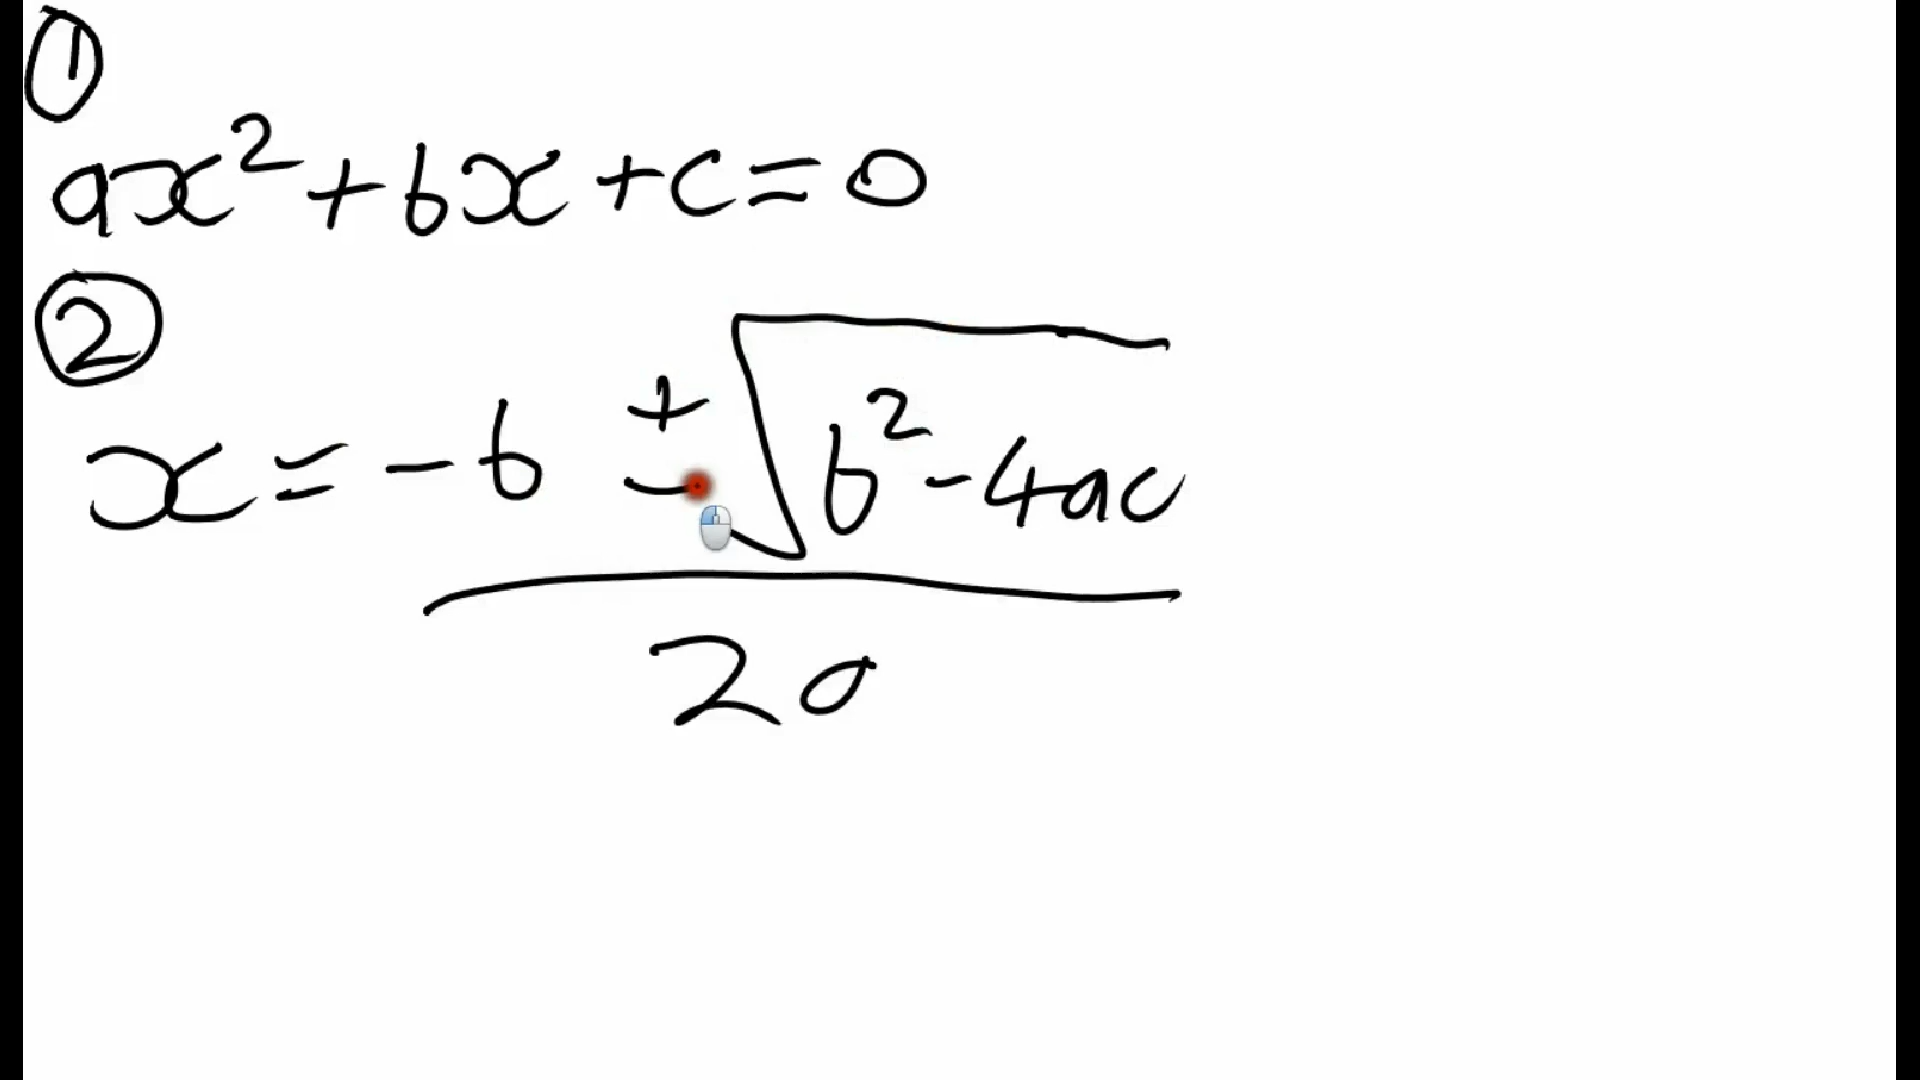 ①
ax² + bx + c = 0
②
x = -b ± √b² - 4ac
2a